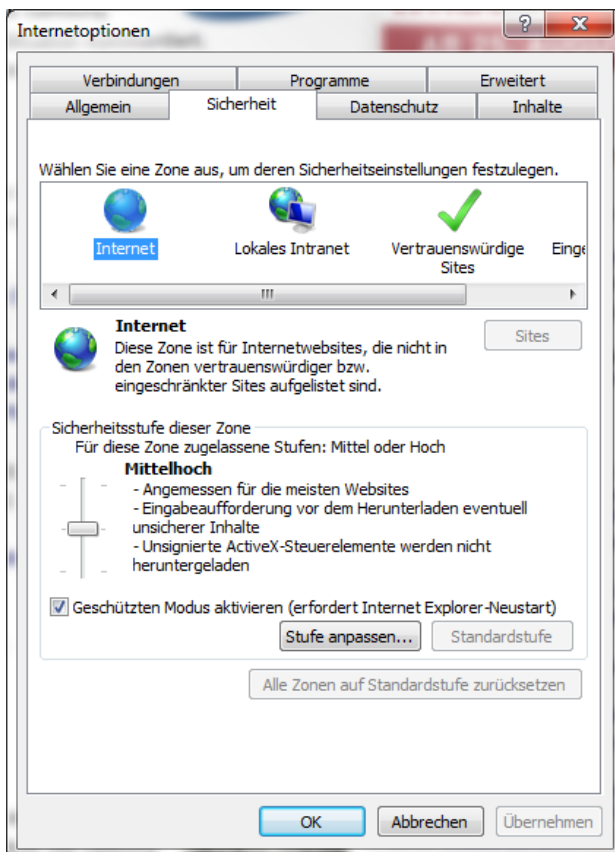 Internetoptionen
Verbindungen Programme Erweitert
Allgemein Sicherheit Datenschutz Inhalte
Wählen Sie eine Zone aus, um deren Sicherheitseinstellungen festzulegen.
Internet Lokales Intranet Vertrauenswürdige Einge
Sites
Internet
Sites
Diese Zone ist für Internetwebsites, die nicht in
den Zonen vertrauenswürdiger bzw.
eingeschränkter Sites aufgelistet sind.
Sicherheitsstufe dieser Zone
Für diese Zone zugelassene Stufen: Mittel oder Hoch
Mittelhoch
- Angemessen für die meisten Websites
- Eingabeaufforderung vor dem Herunterladen eventuell
unsicherer Inhalte
- Unsignierte ActiveX-Steuerelemente werden nicht
heruntergeladen
Geschützten Modus aktivieren (erfordert Internet Explorer-Neustart)
Stufe anpassen... Standardstufe
Alle Zonen auf Standardstufe zurücksetzen
OK Abbrechen Übernehmen